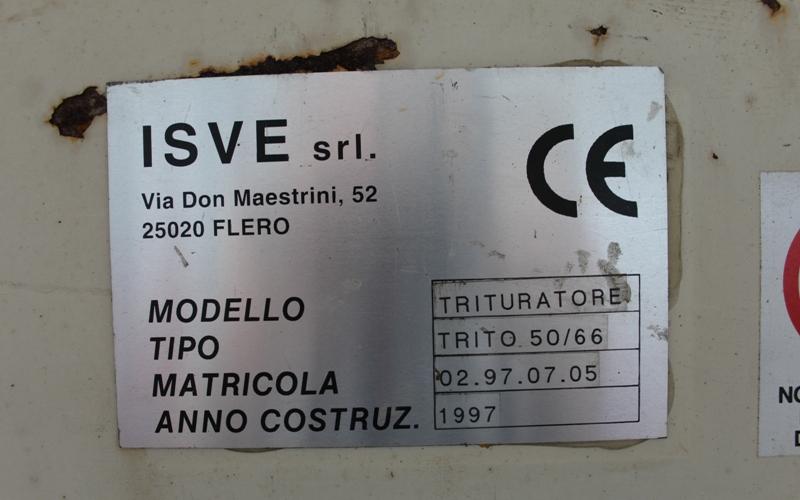 ISVE srl.
CE
Via Don Maestrini, 52
25020 FLERO
MODELLO TRITURATORE
TIPO TRITO 50/66
MATRICOLA 02.97.07.05
ANNO COSTRUZ. 1997